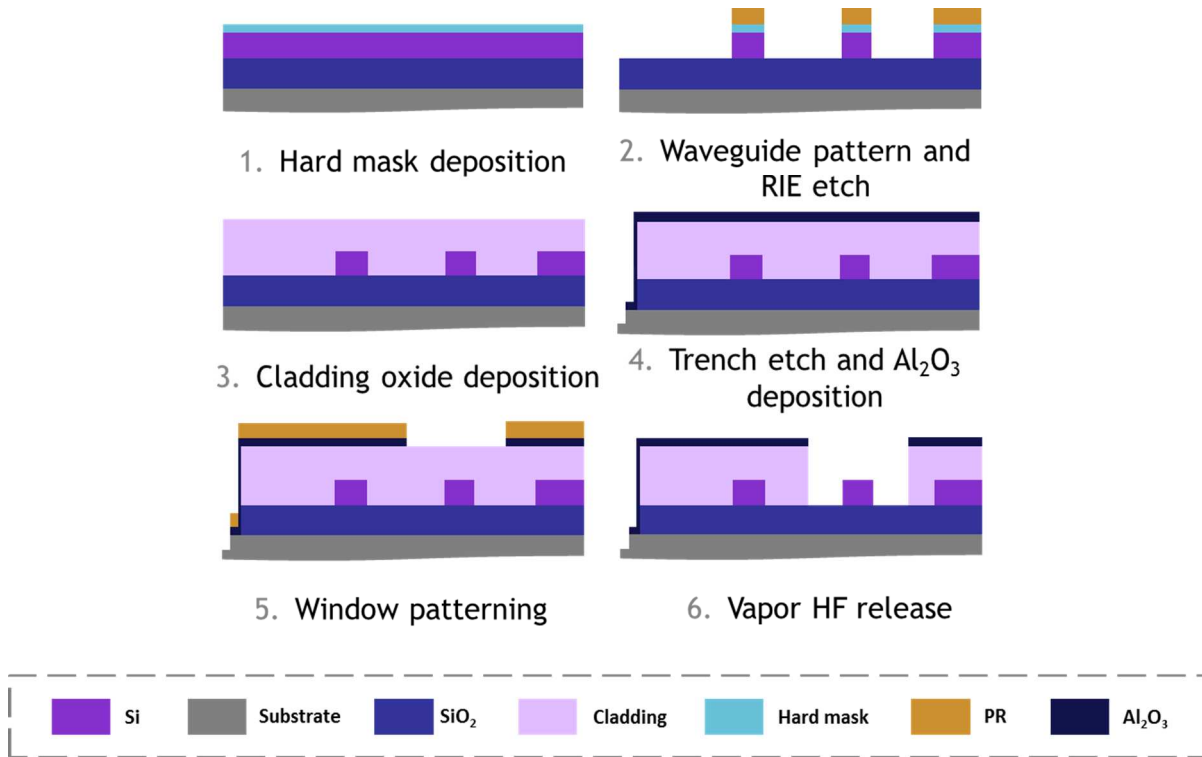 1. Hard mask deposition
2. Waveguide pattern and
RIE etch
3. Cladding oxide deposition
4. Trench etch and Al₂O₃
deposition
5. Window patterning
6. Vapor HF release
Si
Substrate
SiO₂
Cladding
Hard mask
PR
Al₂O₃